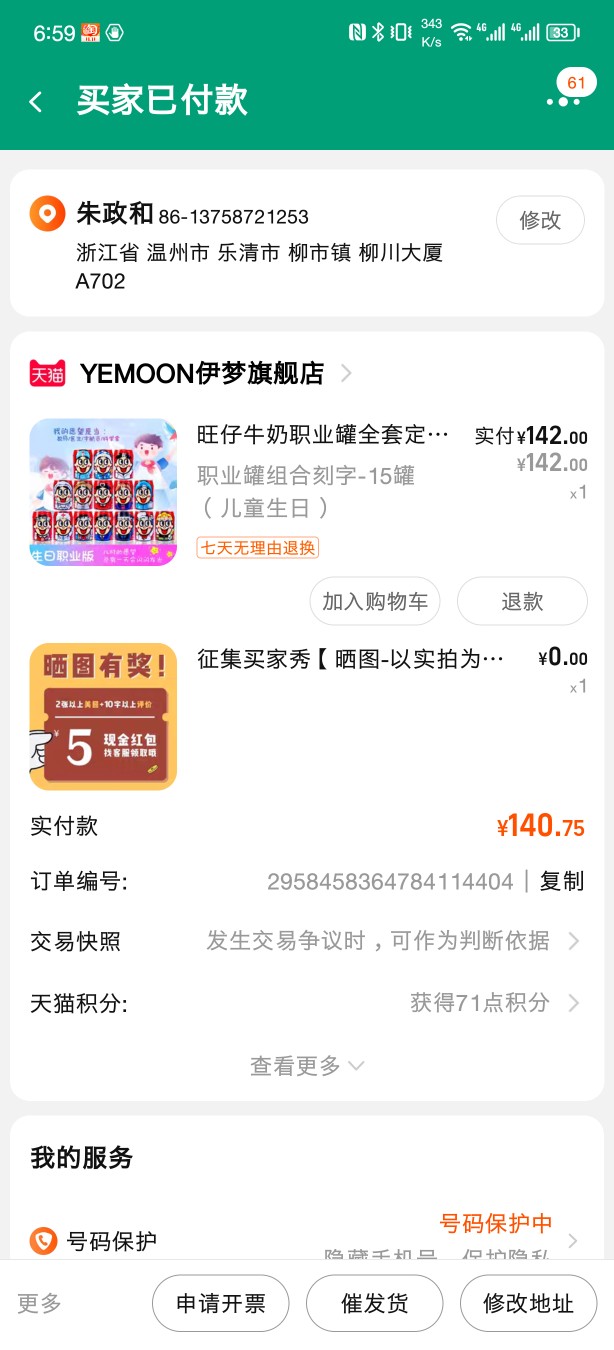 6:59
343
K/s
4G
4G
33
买家已付款
61
朱政和 86-13758721253
修改
浙江省 温州市 乐清市 柳市镇 柳川大厦
A702
天猫 YEMOON伊梦旗舰店
旺仔牛奶职业罐全套定… 实付¥142.00
¥142.00
职业罐组合刻字-15罐
x1
（ 儿童生日 ）
七天无理由退换
生日职业版
加入购物车
退款
征集买家秀【 晒图-以实拍为… ¥0.00
x1
晒图有奖！
2张以上美图+10字以上评价
¥5 现金红包
找客服领取哦
实付款 ¥140.75
订单编号: 2958458364784114404 | 复制
交易快照 发生交易争议时，可作为判断依据
天猫积分: 获得71点积分
查看更多
我的服务
号码保护中
号码保护
隐藏手机号，保护隐私
更多
申请开票
催发货
修改地址